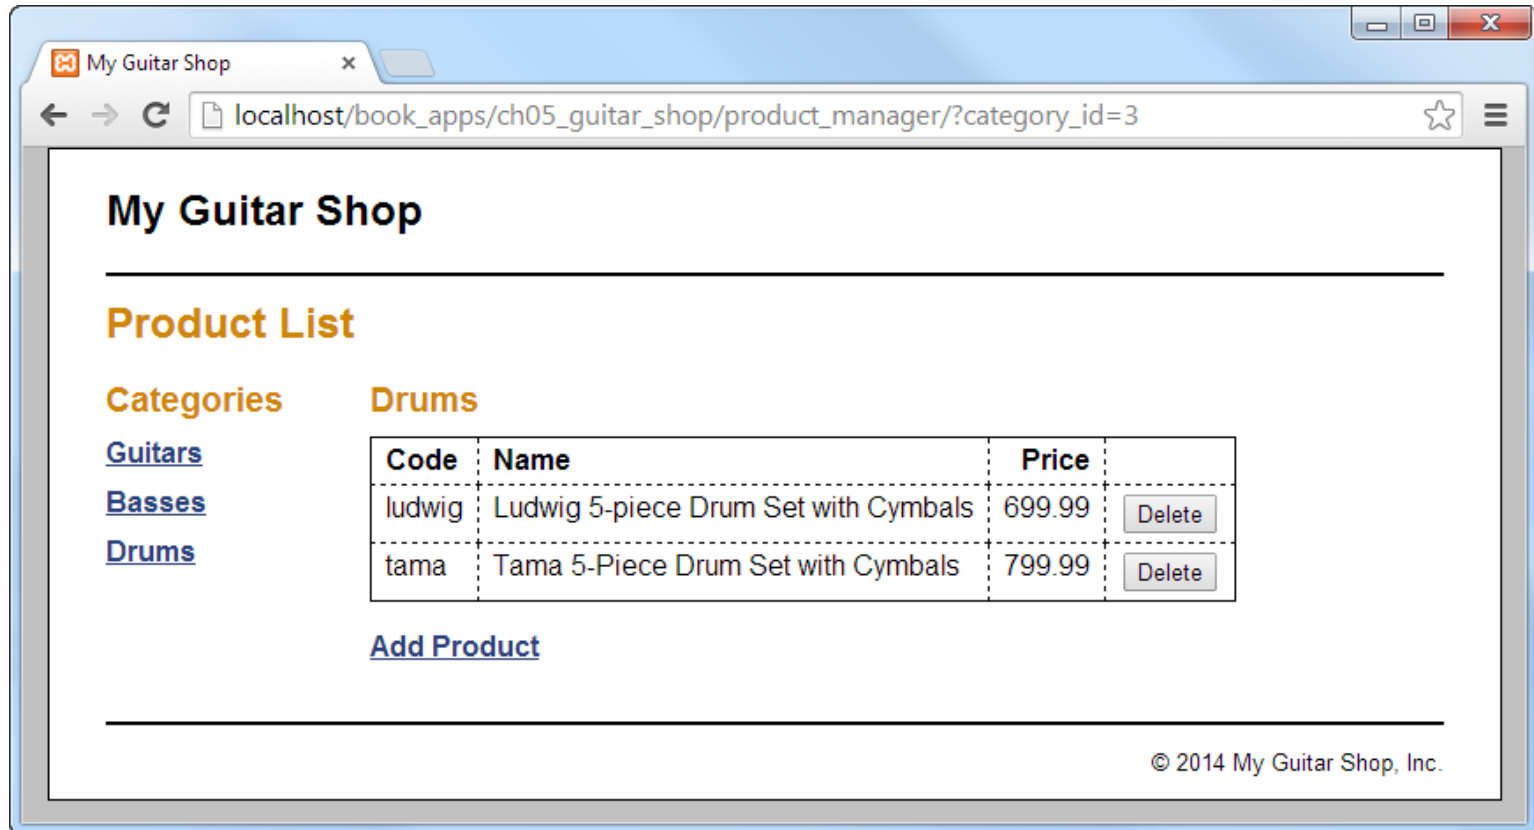 My Guitar Shop
localhost/book_apps/ch05_guitar_shop/product_manager/?category_id=3
My Guitar Shop
Product List
Categories
Guitars
Basses
Drums
Drums
Code Name Price
ludwig Ludwig 5-piece Drum Set with Cymbals 699.99 Delete
tama Tama 5-Piece Drum Set with Cymbals 799.99 Delete
Add Product
© 2014 My Guitar Shop, Inc.